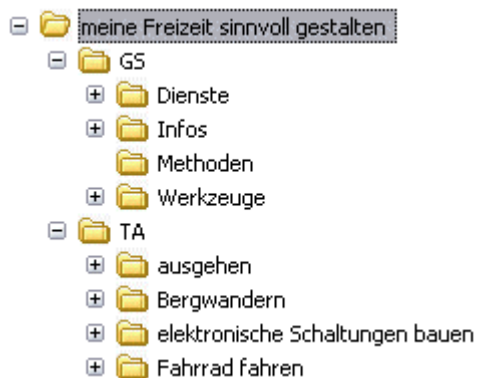 meine Freizeit sinnvoll gestalten
GS
Dienste
Infos
Methoden
Werkzeuge
TA
ausgehen
Bergwandern
elektronische Schaltungen bauen
Fahrrad fahren